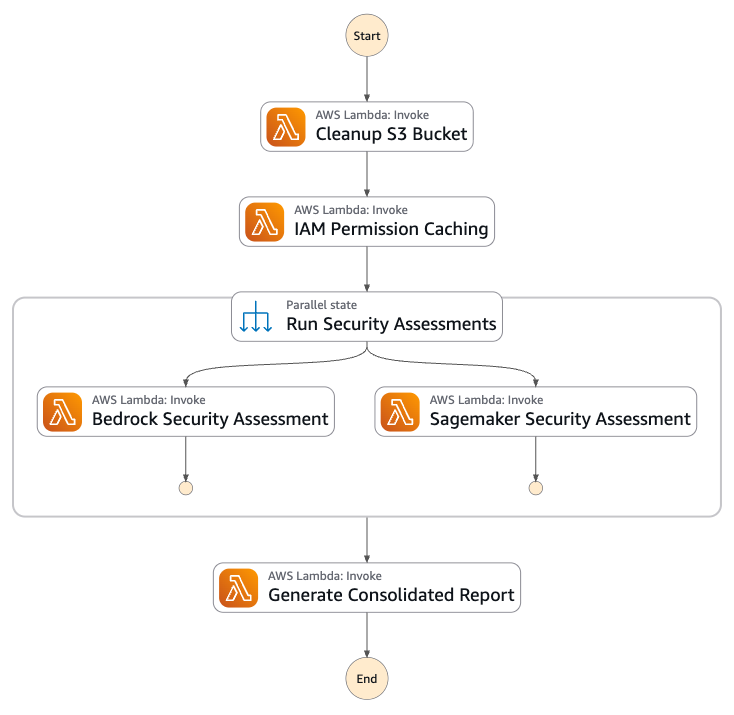 Start
AWS Lambda: Invoke
Cleanup S3 Bucket
AWS Lambda: Invoke
IAM Permission Caching
Parallel state
Run Security Assessments
AWS Lambda: Invoke
Bedrock Security Assessment
AWS Lambda: Invoke
Sagemaker Security Assessment
AWS Lambda: Invoke
Generate Consolidated Report
End